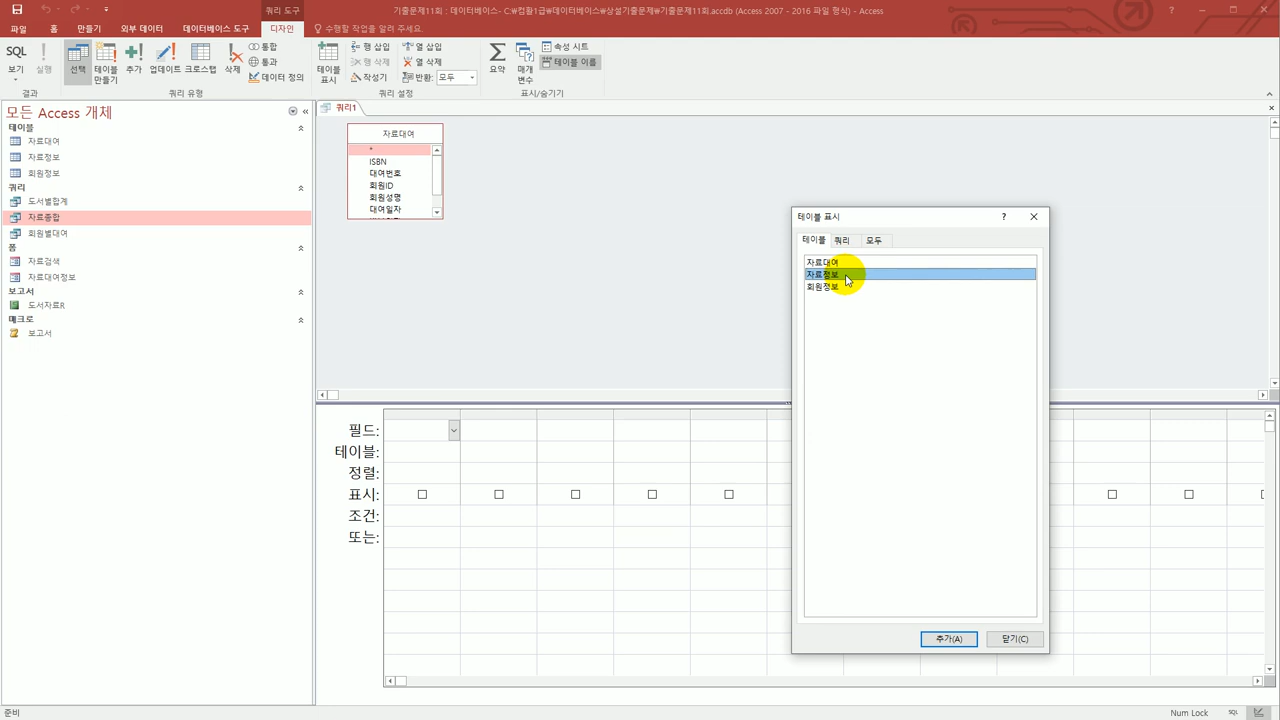 쿼리 도구
기출문제11회 : 데이터베이스- C:₩컴활1급₩데이터베이스₩상설기출문제₩기출문제11회.accdb (Access 2007 - 2016 파일 형식) - Access
파일 홈 만들기 외부 데이터 데이터베이스 도구 디자인 수행할 작업을 알려 주세요.
SQL 보기
실행
선택
테이블 만들기
추가
업데이트
크로스탭
삭제
통합
통과
데이터 정의
테이블 표시
행 삽입
행 삭제
작성기
열 삽입
열 삭제
반환: 모두
요약
매개 변수
속성 시트
테이블 이름
결과 쿼리 유형 쿼리 설정 표시/숨기기
모든 Access 개체
테이블
자료대여
자료정보
회원정보
쿼리
도서별합계
자료종합
회원별대여
폼
자료검색
자료대여정보
보고서
도서자료R
매크로
보고서
쿼리1
자료대여
*
ISBN
대여번호
회원ID
회원성명
대여일자
필드:
테이블:
정렬:
표시:
조건:
또는:
테이블 표시
테이블 쿼리 모두
자료대여
자료정보
회원정보
추가(A) 닫기(C)
준비
Num Lock
SQL